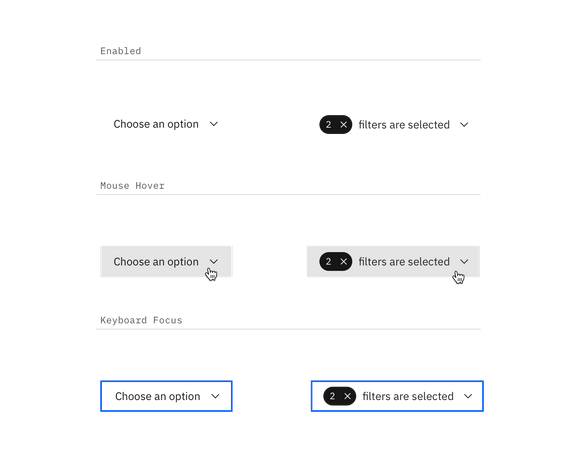 Enabled
Choose an option
2 filters are selected
Mouse Hover
Choose an option
2 filters are selected
Keyboard Focus
Choose an option
2 filters are selected